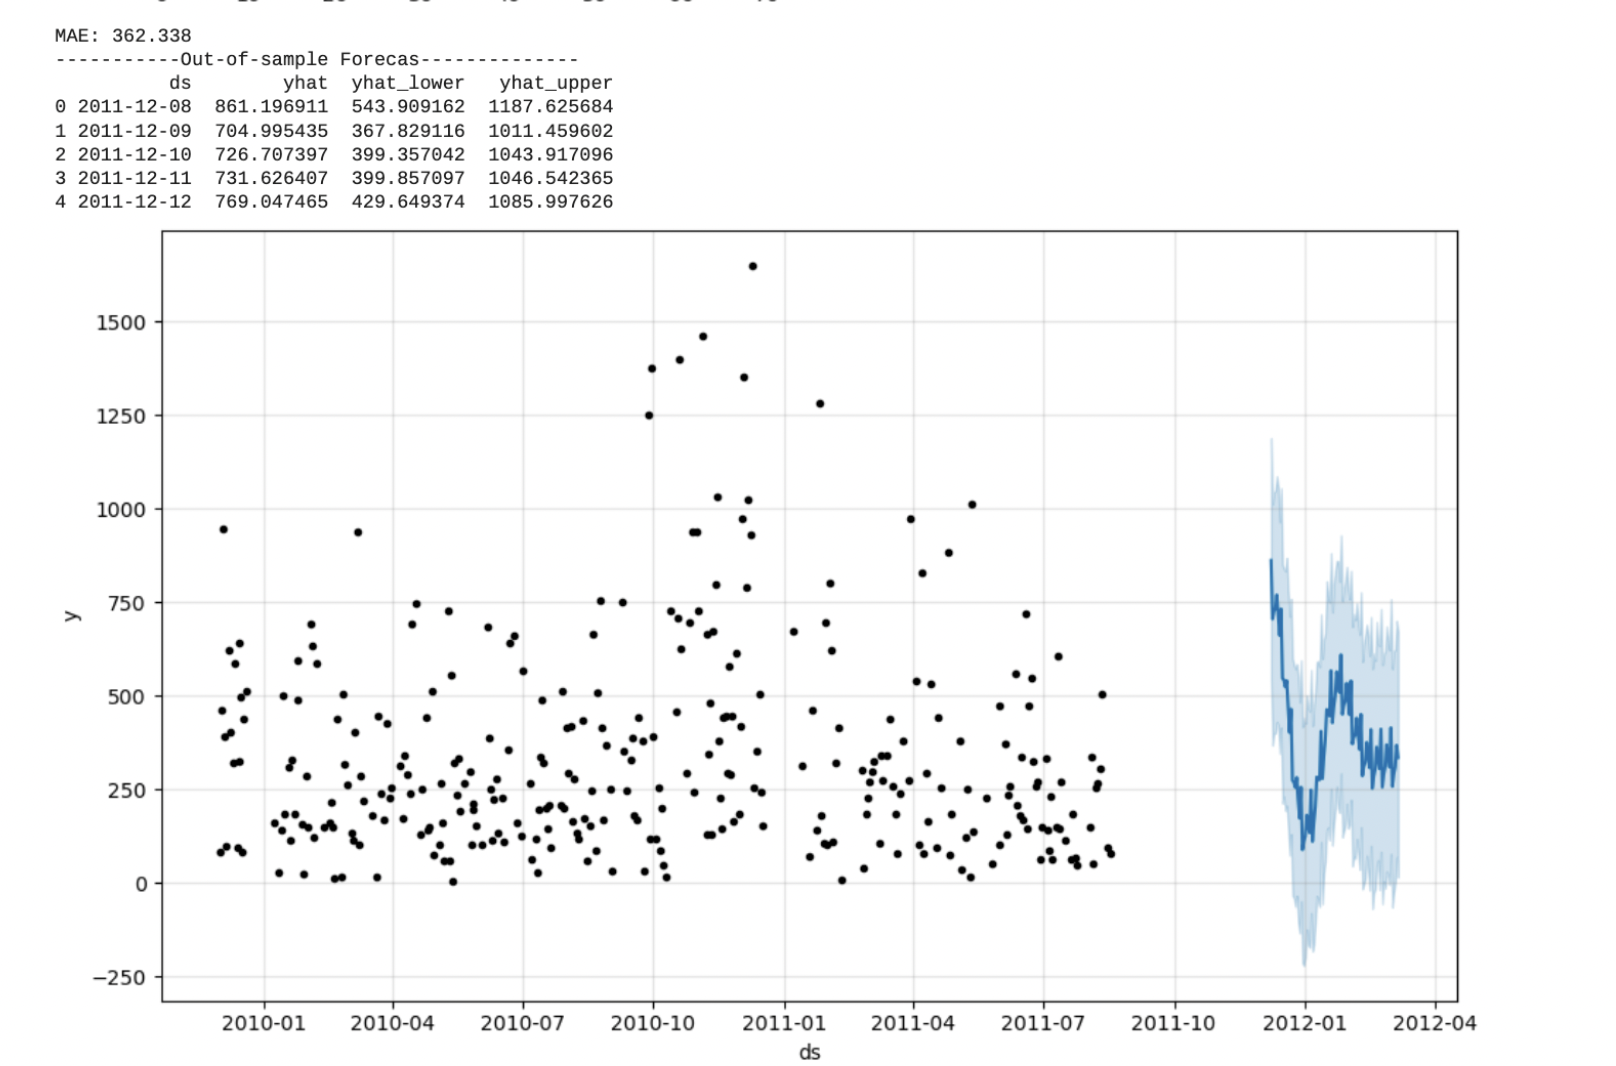 MAE: 362.338
-----------Out-of-sample Forecas--------------
ds yhat yhat_lower yhat_upper
0 2011-12-08 861.196911 543.909162 1187.625684
1 2011-12-09 704.995435 367.829116 1011.459602
2 2011-12-10 726.707397 399.357042 1043.917096
3 2011-12-11 731.626407 399.857097 1046.542365
4 2011-12-12 769.047465 429.649374 1085.997626
1500
1250
1000
750
y
500
250
0
−250
2010-01 2010-04 2010-07 2010-10 2011-01 2011-04 2011-07 2011-10 2012-01 2012-04
ds